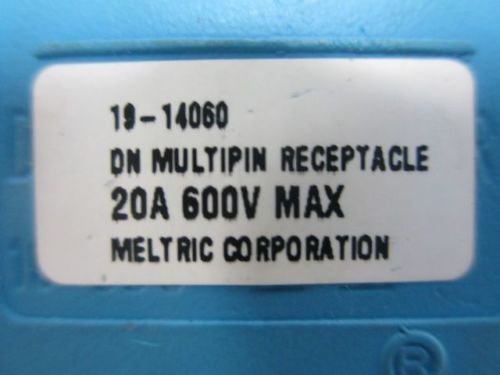 19-14060
DN MULTIPIN RECEPTACLE
20A 600V MAX
MELTRIC CORPORATION
®